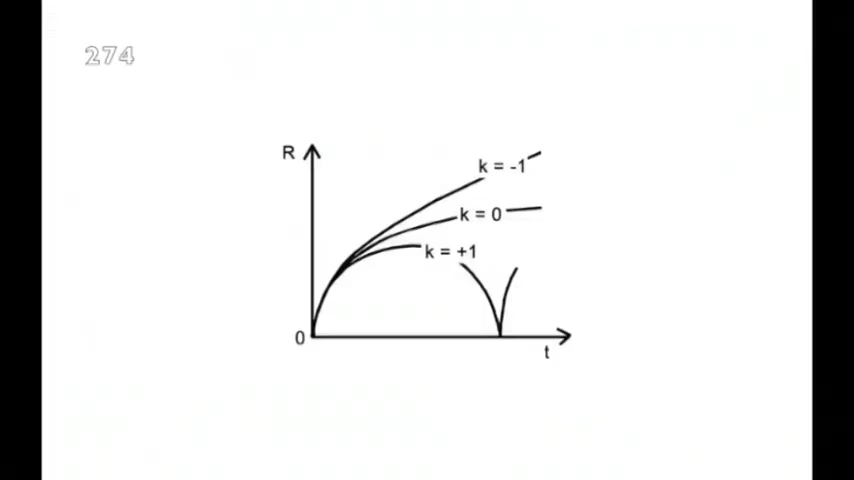 274
R
k = -1
k = 0
k = +1
0
t